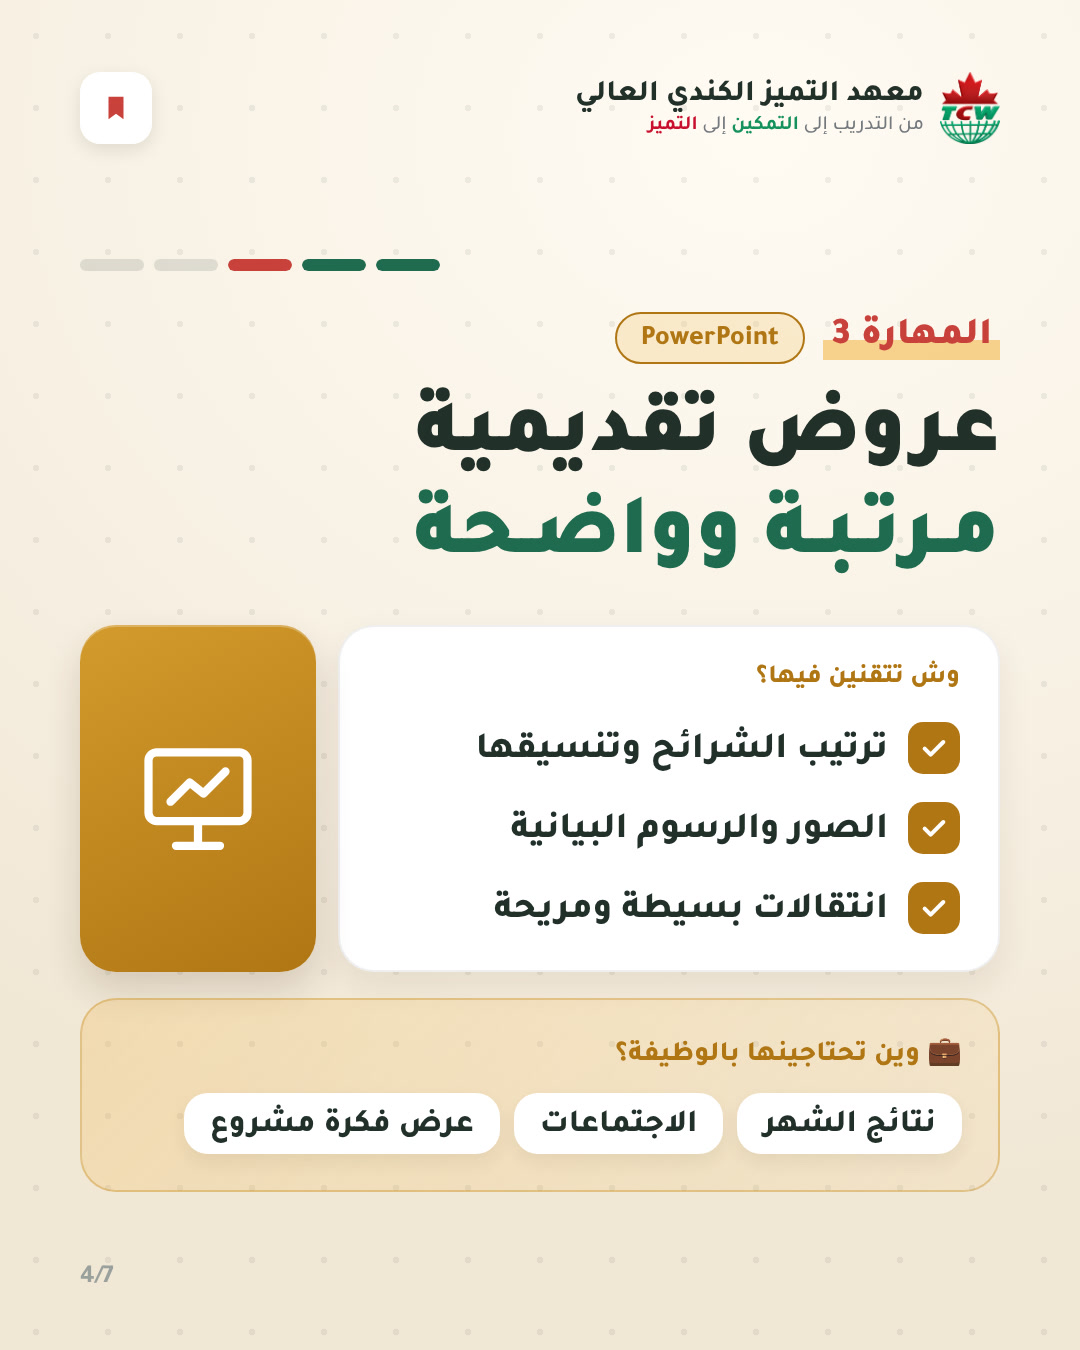 معهد التميز الكندي العالي
من التدريب إلى التمكين إلى التميز
TCW
المهارة 3
PowerPoint
عروض تقديمية
مرتبة وواضحة
وش تتقنين فيها؟
ترتيب الشرائح وتنسيقها
الصور والرسوم البيانية
انتقالات بسيطة ومريحة
وين تحتاجينها بالوظيفة؟
نتائج الشهر
الاجتماعات
عرض فكرة مشروع
4/7